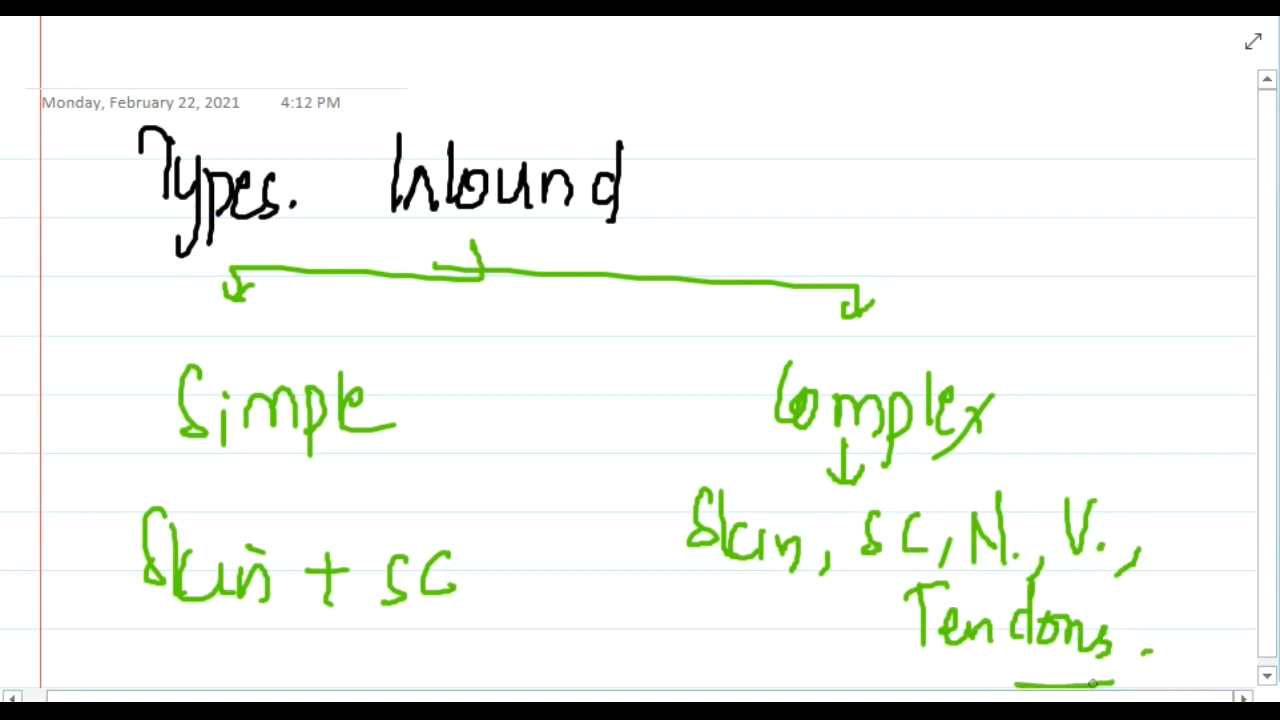 Monday, February 22, 2021 4:12 PM
Types. Wound
Simple Complex
Skin + SC Skin, SC, N., V.,
Tendons.